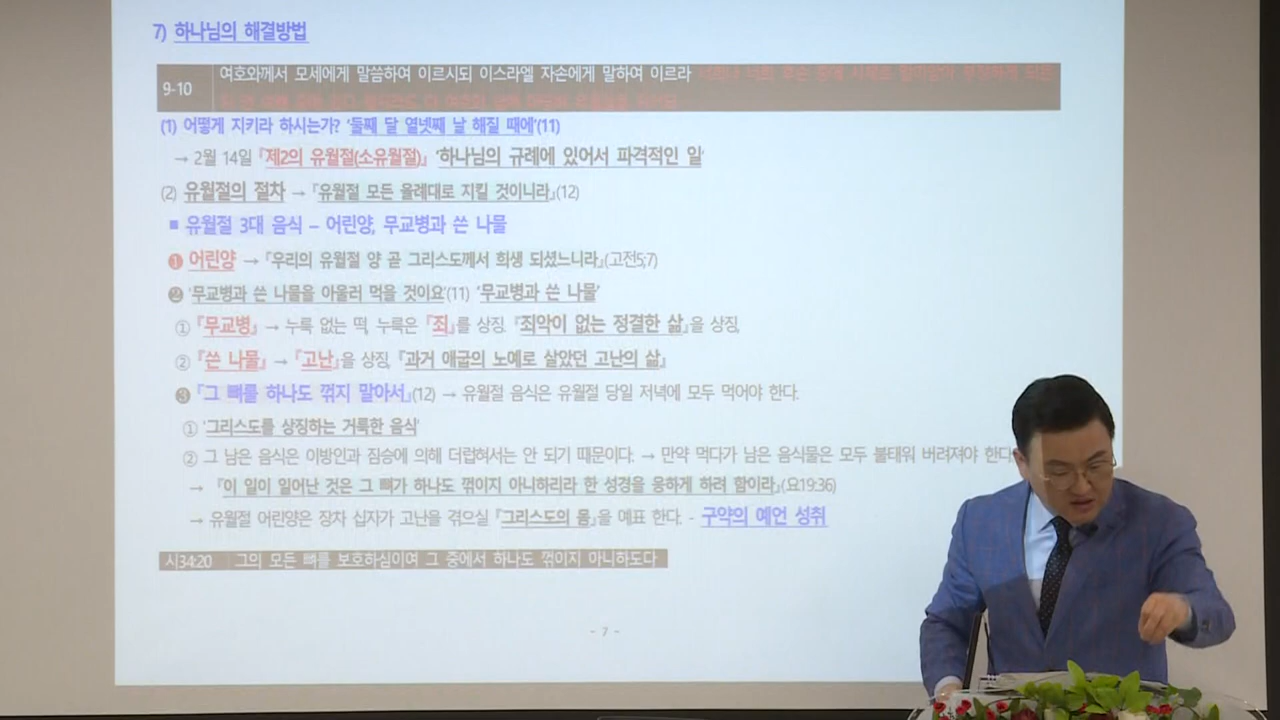 7) 하나님의 해결방법
9-10 여호와께서 모세에게 말씀하여 이르시되 이스라엘 자손에게 말하여 이르라
(1) 어떻게 지키라 하시는가? '둘째 달 열넷째 날 해질 때에'(11)
→ 2월 14일 『제2의 유월절(소유월절)』 '하나님의 규례에 있어서 파격적인 일'
(2) 유월절의 절차 → 『유월절 모든 율례대로 지킬 것이니라』(12)
■ 유월절 3대 음식 – 어린양, 무교병과 쓴 나물
❶ 어린양 → 『우리의 유월절 양 곧 그리스도께서 희생 되셨느니라』(고전5;7)
❷ '무교병과 쓴 나물을 아울러 먹을 것이요'(11) '무교병과 쓴 나물'
① 『무교병』 → 누룩 없는 떡, 누룩은 『죄』를 상징, 『죄악이 없는 정결한 삶』을 상징,
② 『쓴 나물』 → 『고난』을 상징, 『과거 애굽의 노예로 살았던 고난의 삶』
❸ 『그 뼈를 하나도 꺾지 말아서』(12) → 유월절 음식은 유월절 당일 저녁에 모두 먹어야 한다.
① '그리스도를 상징하는 거룩한 음식'
② 그 남은 음식은 이방인과 짐승에 의해 더럽혀서는 안 되기 때문이다. → 만약 먹다가 남은 음식물은 모두 불태워 버려져야 한다
→ 『이 일이 일어난 것은 그 뼈가 하나도 꺾이지 아니하리라 한 성경을 응하게 하려 함이라』(요19:36)
→ 유월절 어린양은 장차 십자가 고난을 겪으실 『그리스도의 몸』을 예표 한다. - 구약의 예언 성취
시34:20 그의 모든 뼈를 보호하심이여 그 중에서 하나도 꺾이지 아니하도다
- 7 -